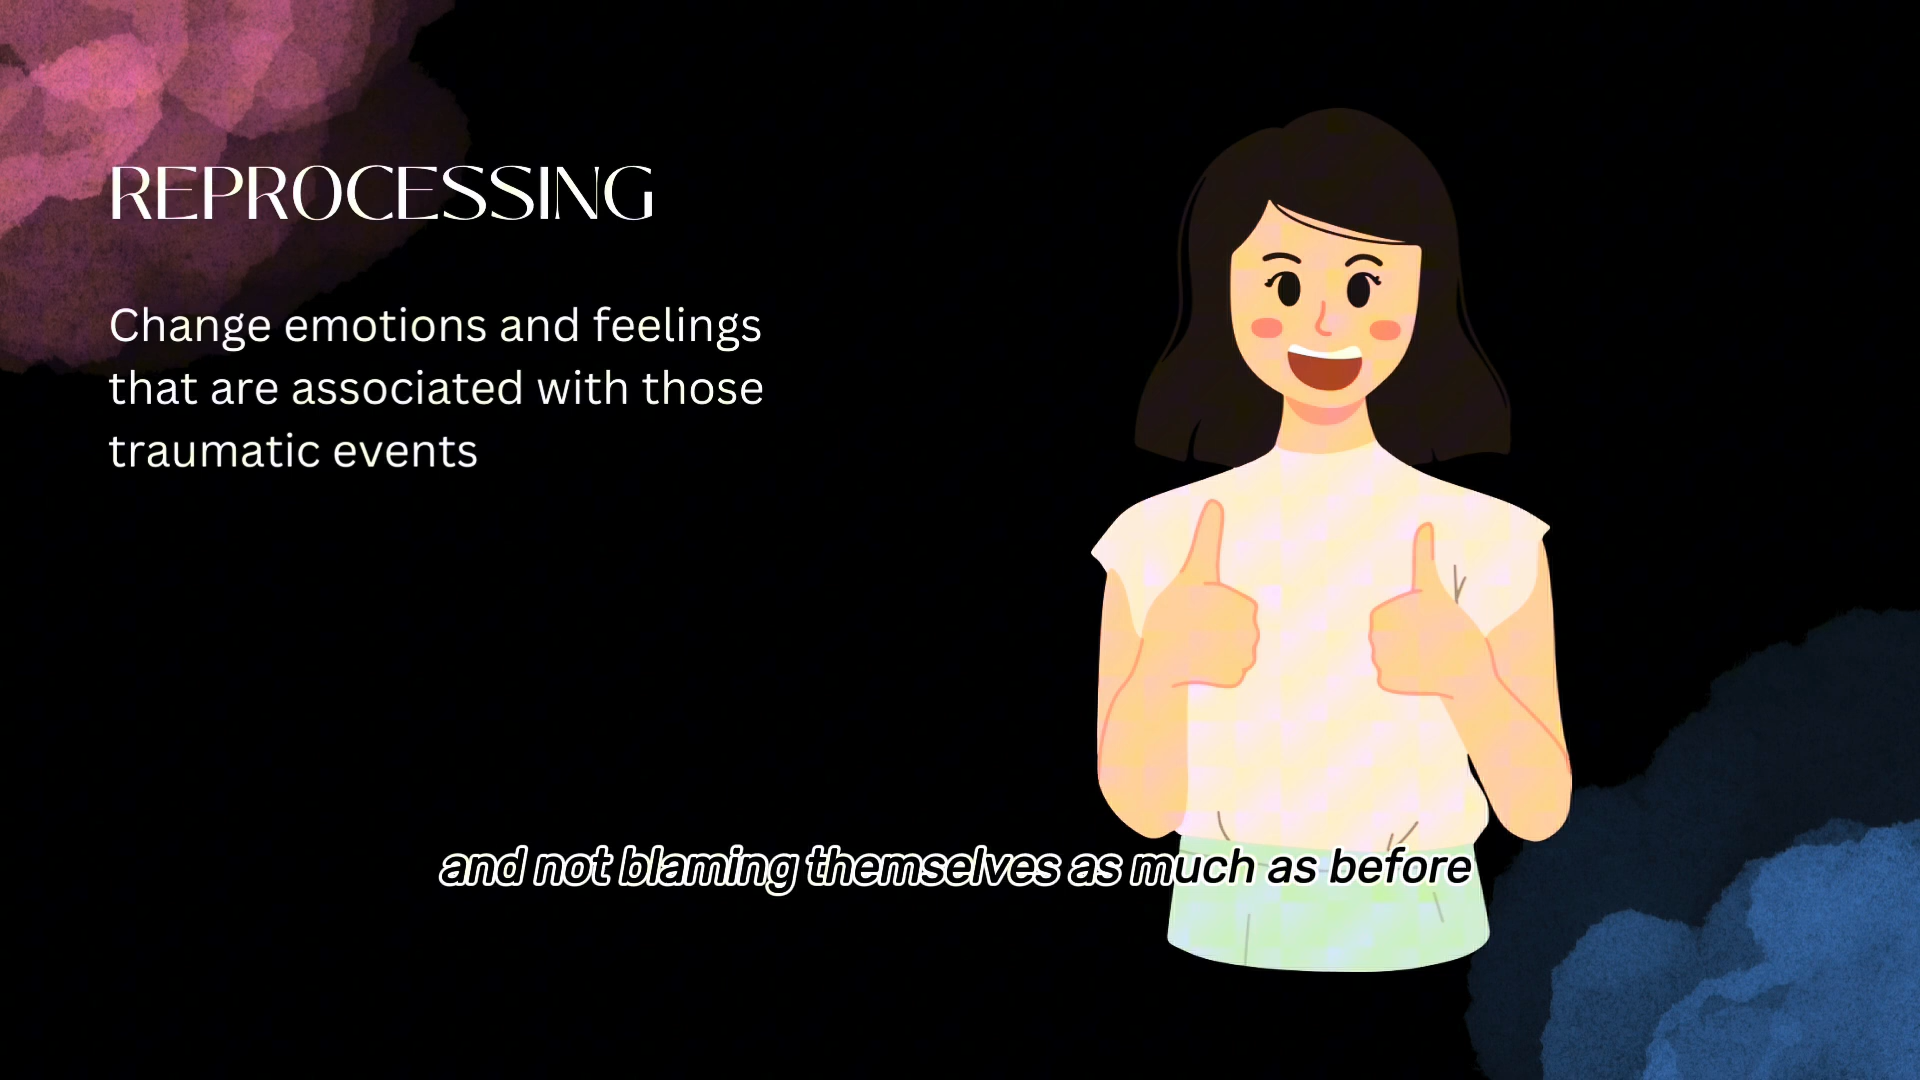 REPROCESSING
Change emotions and feelings
that are associated with those
traumatic events
and not blaming themselves as much as before